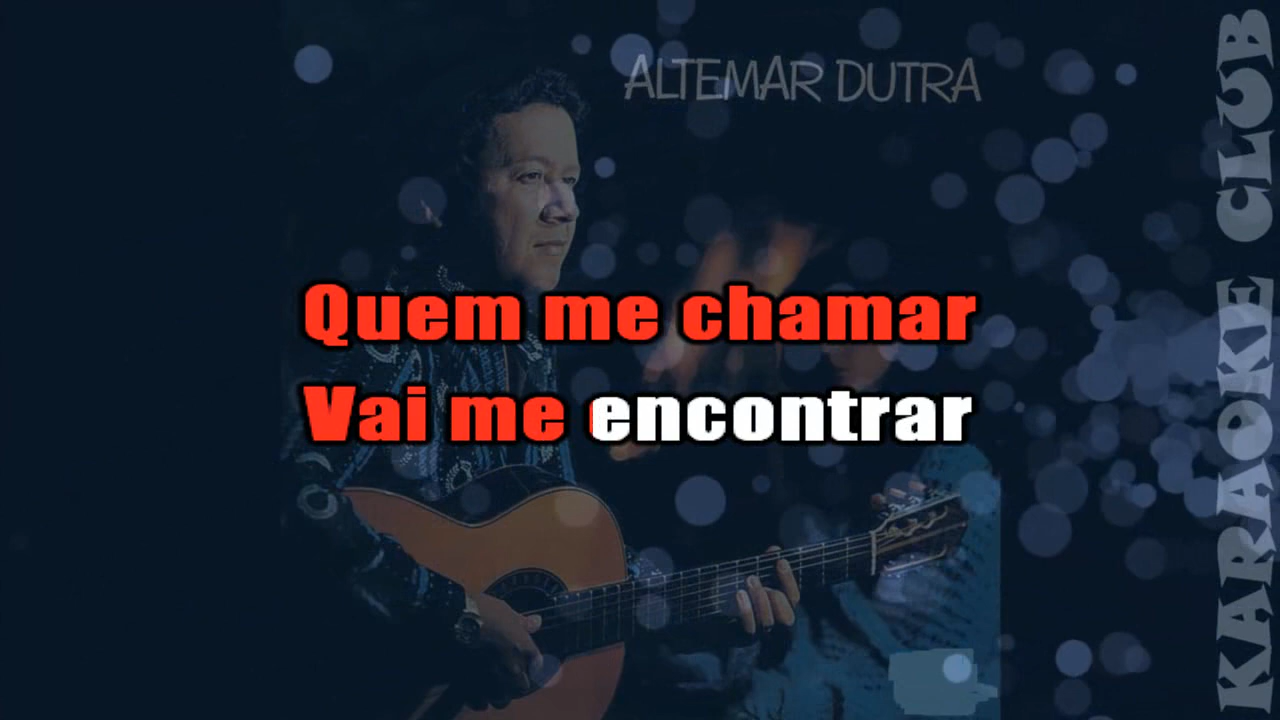 ALTEMAR DUTRA
Quem me chamar
Vai me encontrar
KARAOKE CLUB